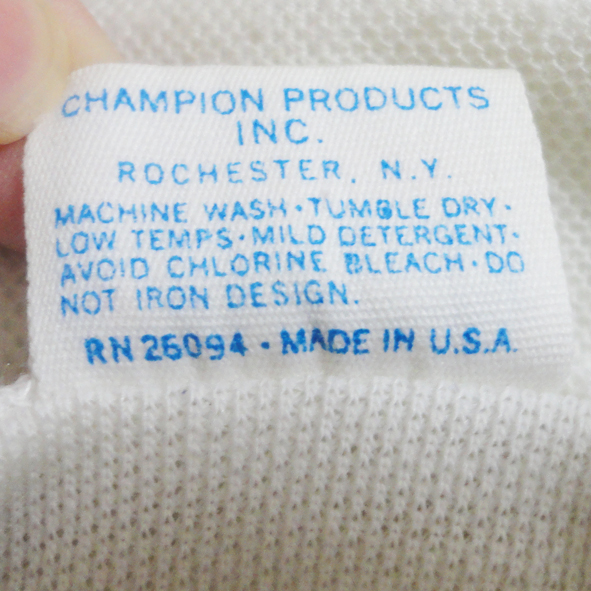 CHAMPION PRODUCTS
INC.
ROCHESTER, N.Y.
MACHINE WASH•TUMBLE DRY•
LOW TEMPS•MILD DETERGENT•
AVOID CHLORINE BLEACH•DO
NOT IRON DESIGN.
RN 26094 • MADE IN U.S.A.